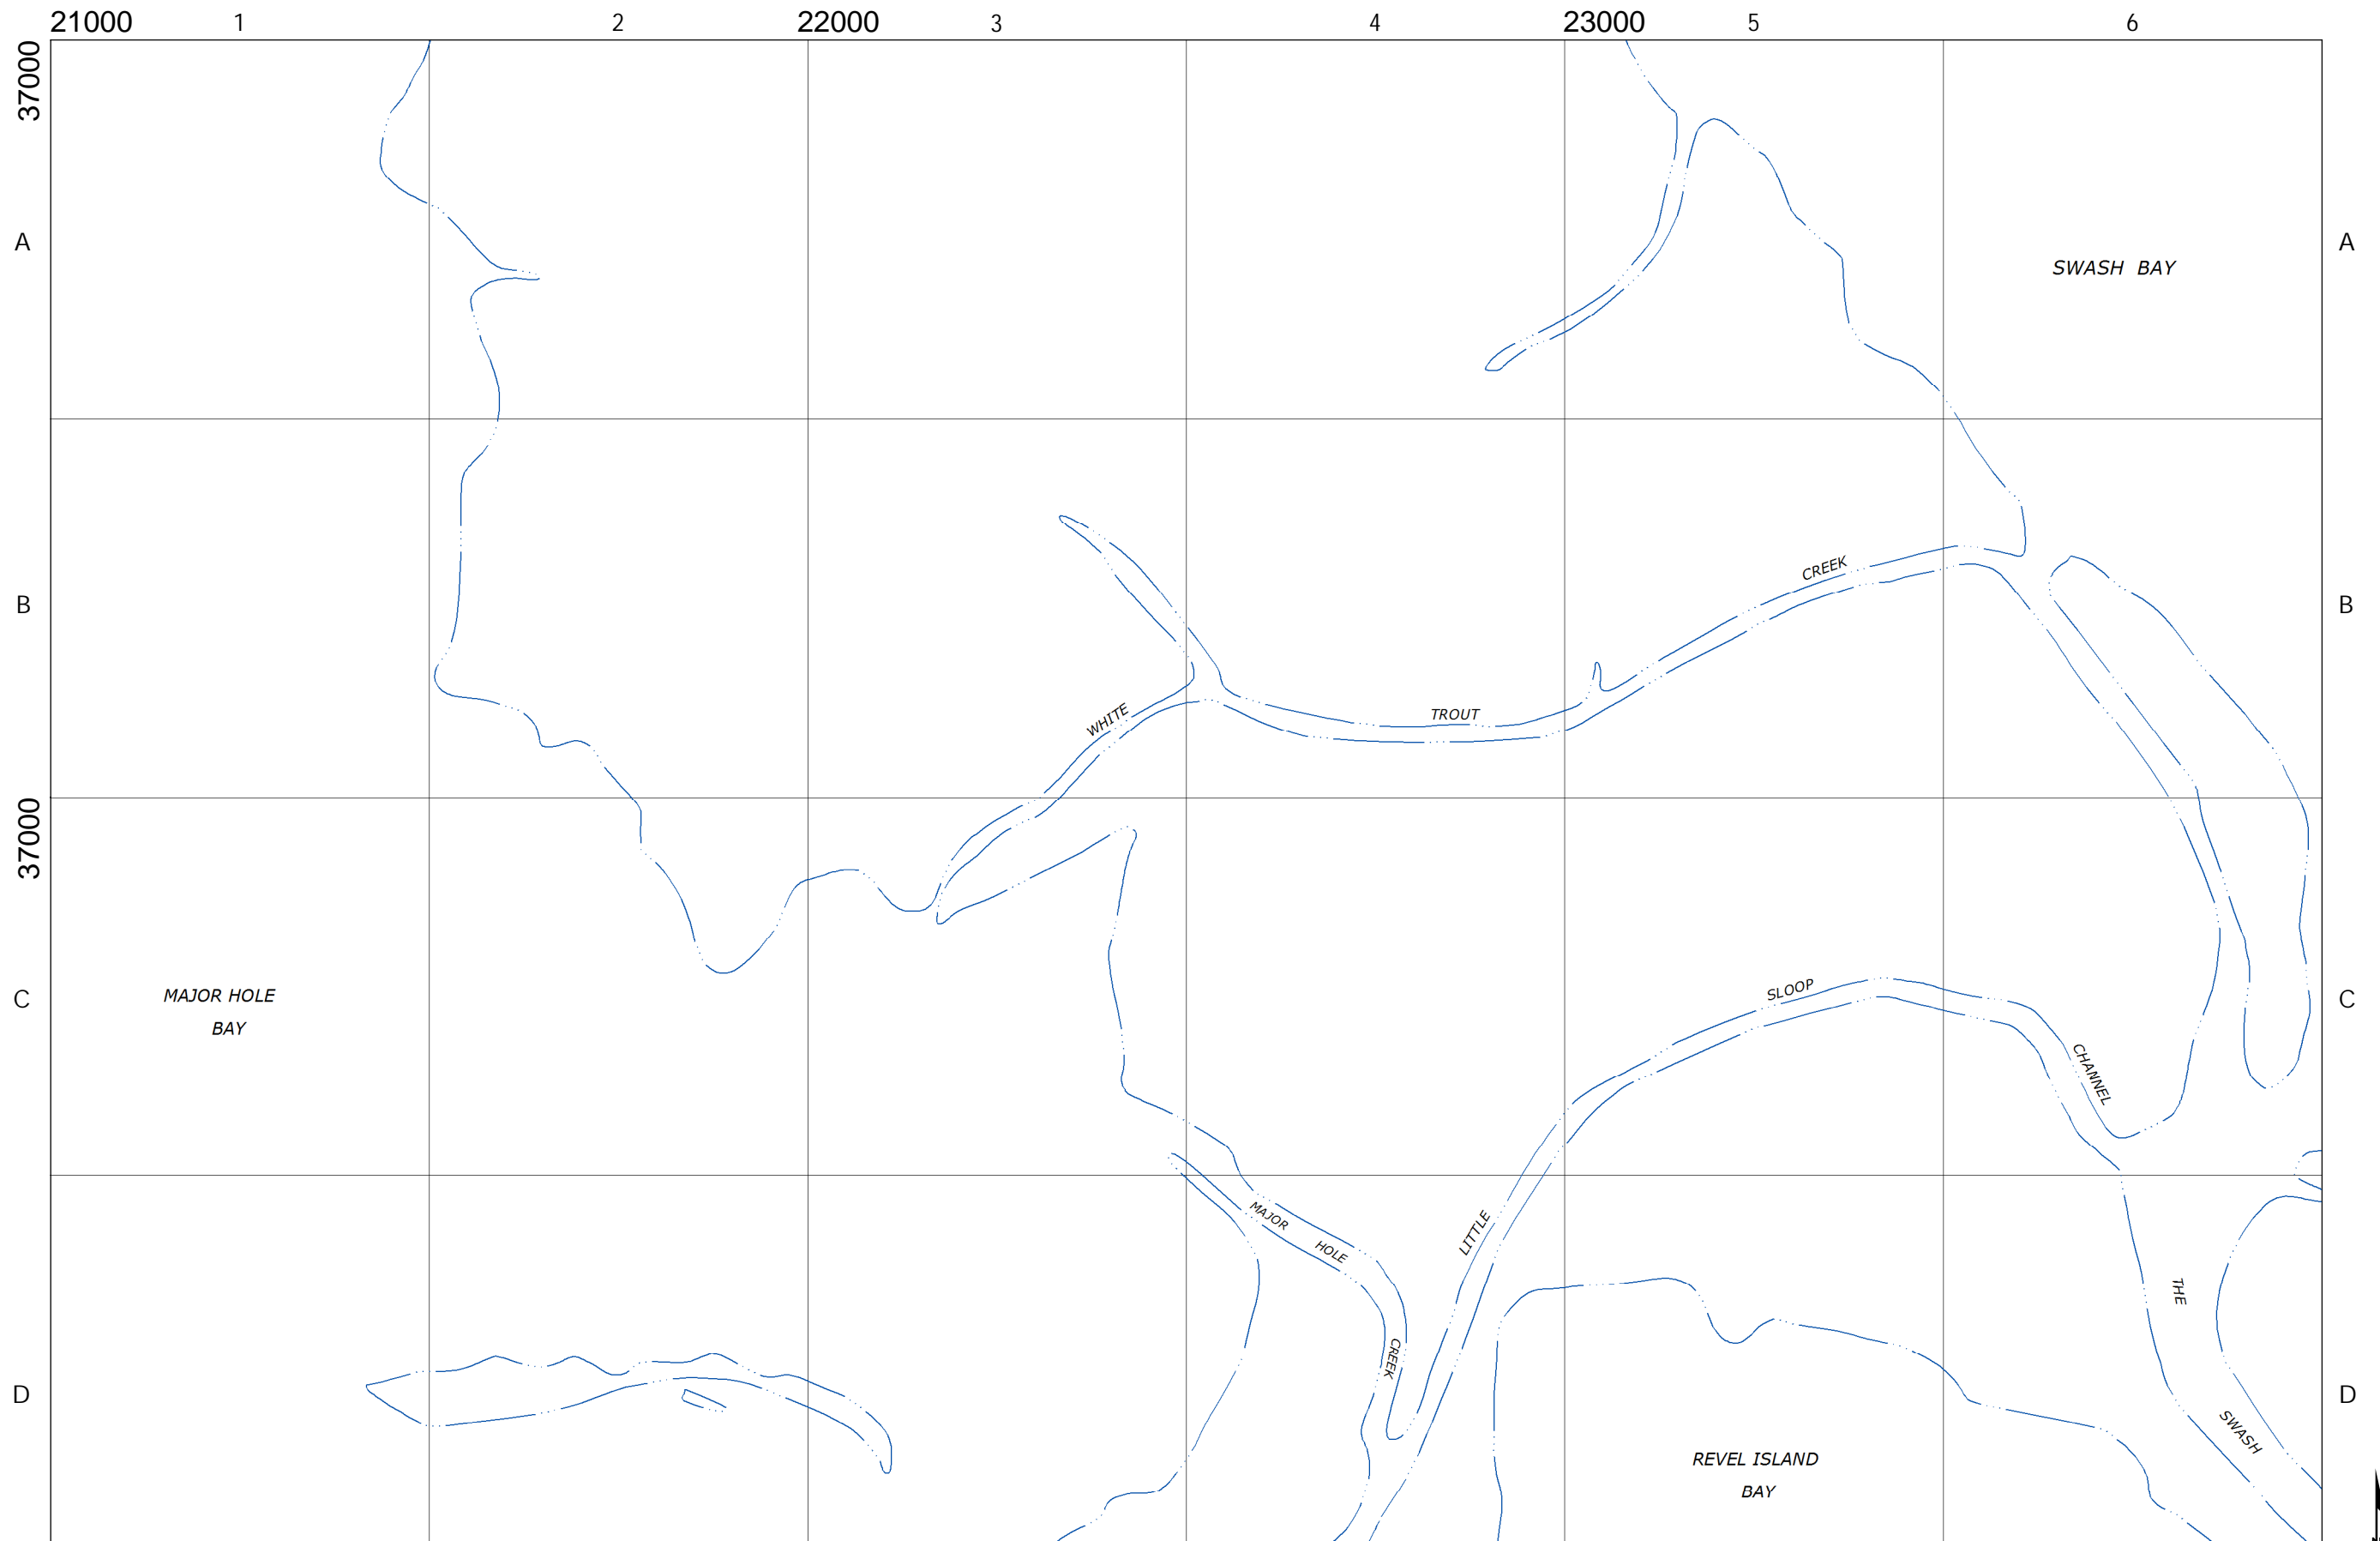 21000 1 2 22000 3 4 23000 5 6
37000
A A
SWASH BAY
CREEK
B B
WHITE
TROUT
37000
MAJOR HOLE
BAY
C C
SLOOP
CHANNEL
LITTLE
MAJOR
HOLE
CREEK
THE
D D
SWASH
REVEL ISLAND
BAY